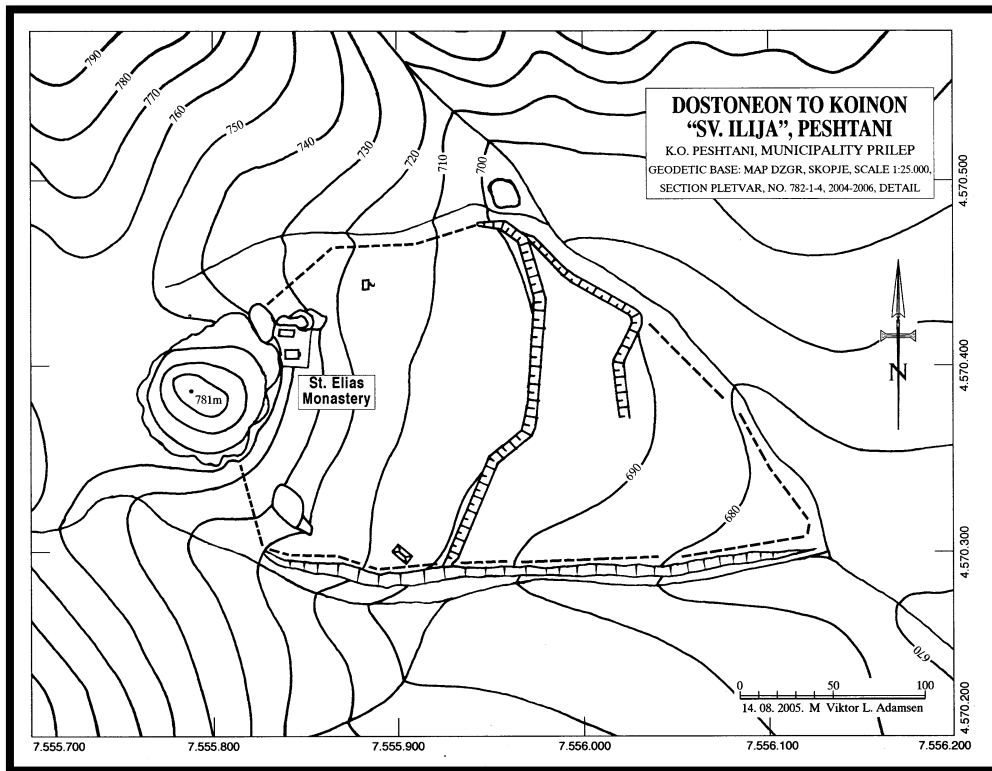 DOSTONEON TO KOINON
“SV. ILIJA”, PESHTANI
K.O. PESHTANI, MUNICIPALITY PRILEP
GEODETIC BASE: MAP DZGR, SKOPJE, SCALE 1:25.000,
SECTION PLETVAR, NO. 782-1-4, 2004-2006, DETAIL
790
780
770
760
750
740
730
720
710
700
4.570.500
781m
St. Elias
Monastery
4.570.400
N
690
680
4.570.300
670
0 50 100
14. 08. 2005. M Viktor L. Adamsen
4.570.200
7.555.700 7.555.800 7.555.900 7.556.000 7.556.100 7.556.200